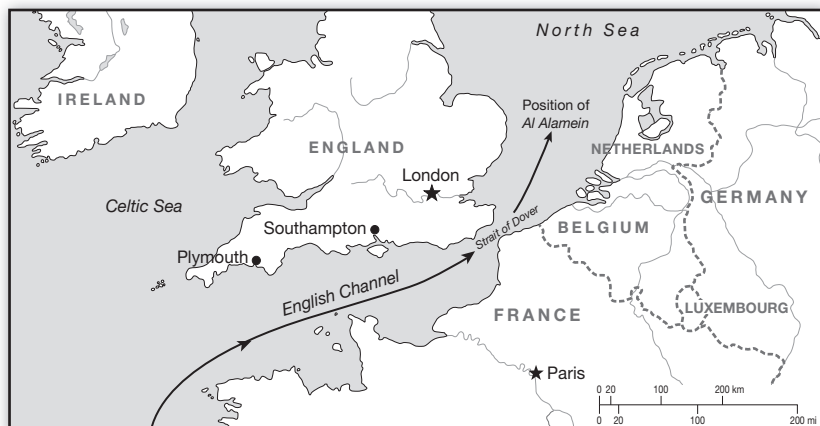 North Sea
IRELAND
Position of
Al Alamein
ENGLAND
NETHERLANDS
London
GERMANY
Celtic Sea
Southampton
Strait of Dover
BELGIUM
Plymouth
English Channel
FRANCE
LUXEMBOURG
Paris
0 20 100 200 km
0 20 100 200 mi